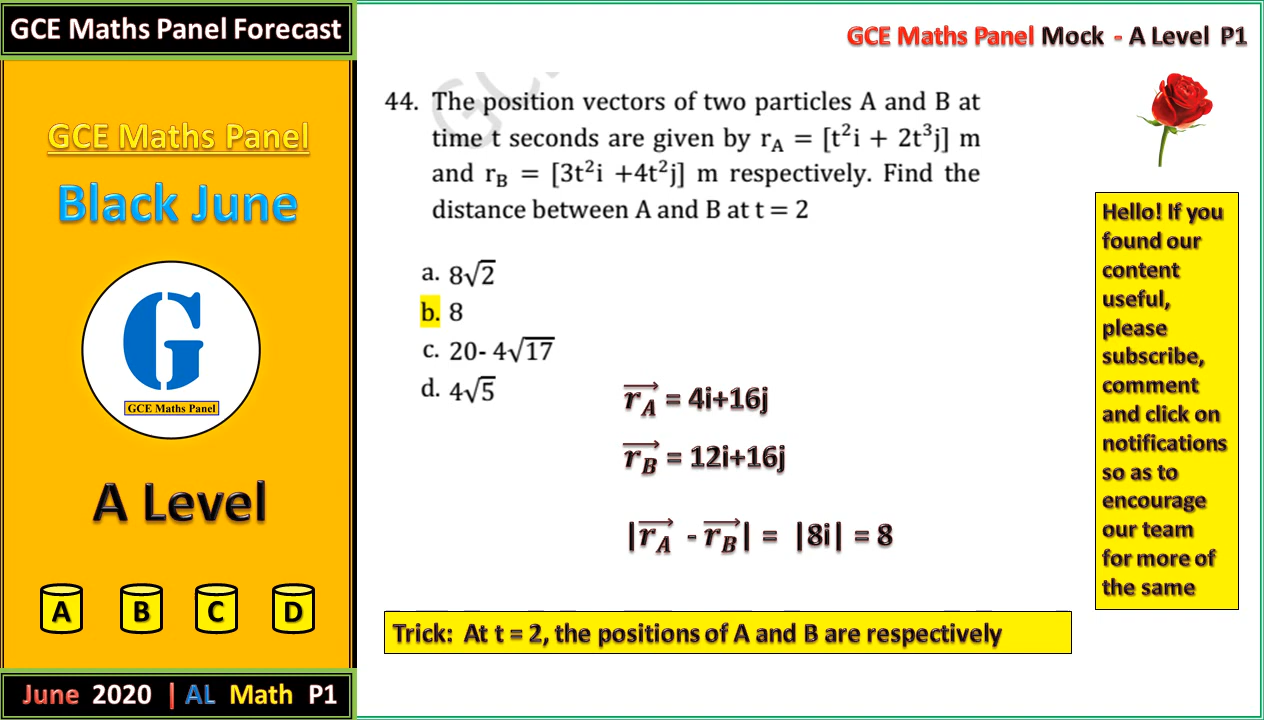 GCE Maths Panel Forecast
GCE Maths Panel Mock - A Level P1
GCE Maths Panel
Black June
G
GCE Maths Panel
A Level
A B C D
June 2020 | AL Math P1
44. The position vectors of two particles A and B at
time t seconds are given by r_A = [t²i + 2t³j] m
and r_B = [3t²i +4t²j] m respectively. Find the
distance between A and B at t = 2
a. 8√2
b. 8
c. 20- 4√17
d. 4√5
r_A→ = 4i+16j
r_B→ = 12i+16j
|r_A→ - r_B→| = |8i| = 8
Trick: At t = 2, the positions of A and B are respectively
Hello! If you
found our
content
useful,
please
subscribe,
comment
and click on
notifications
so as to
encourage
our team
for more of
the same